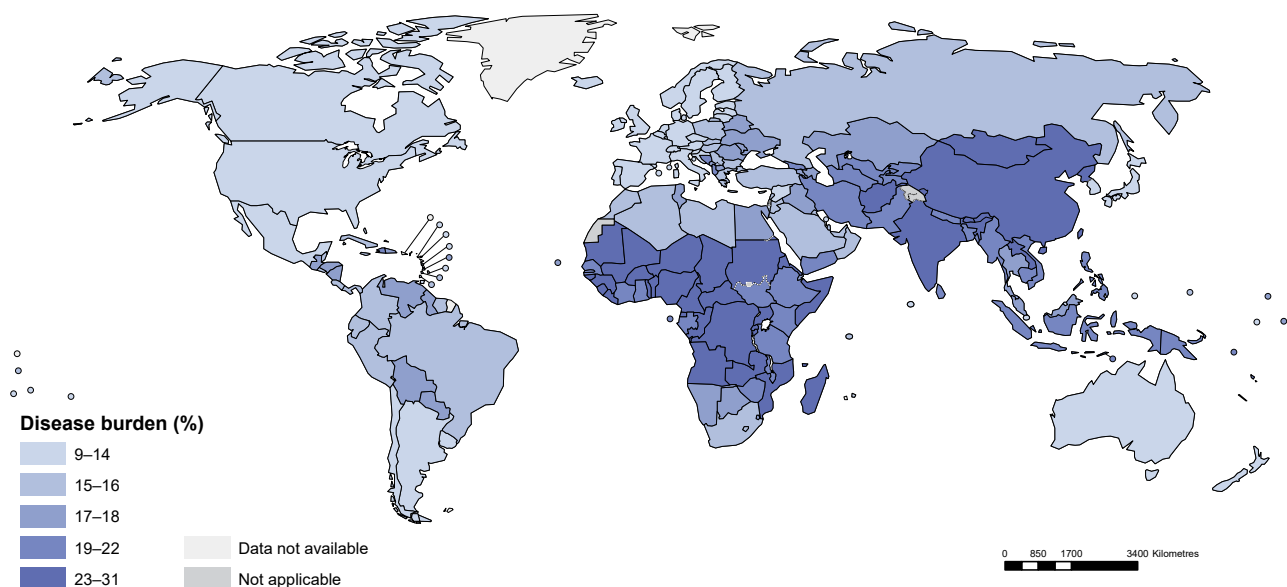 Disease burden (%)
9–14
15–16
17–18
19–22
23–31
Data not available
Not applicable
0 850 1700 3400 Kilometres